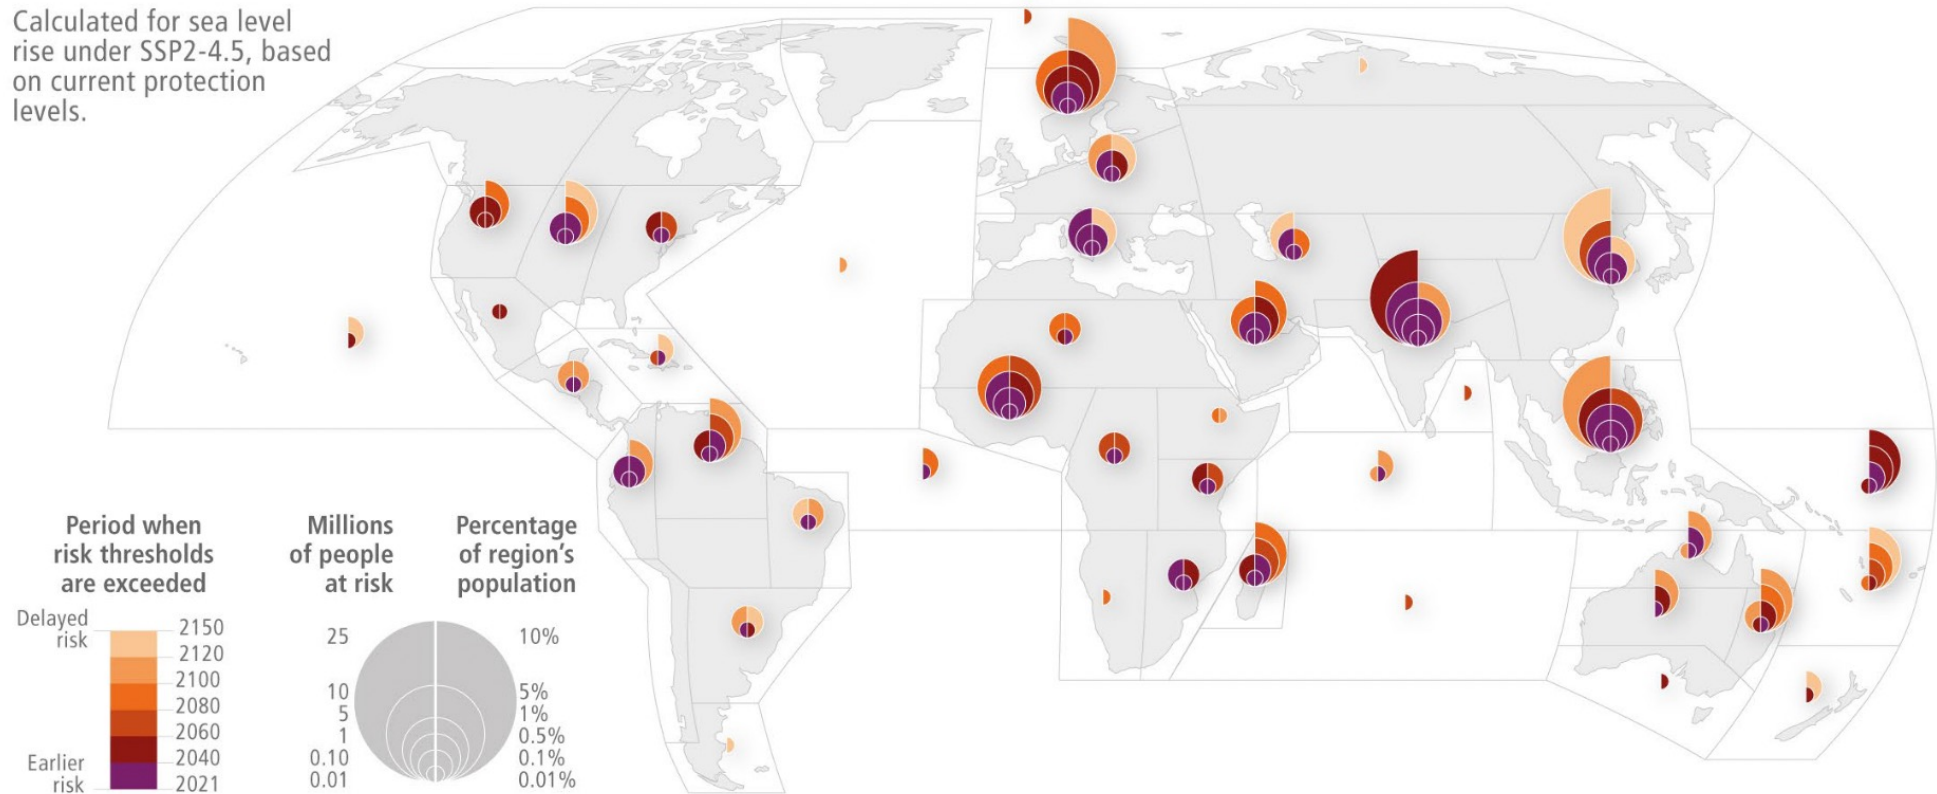 Calculated for sea level
rise under SSP2-4.5, based
on current protection
levels.
Period when
risk thresholds
are exceeded
Delayed
risk
2150
2120
2100
2080
2060
2040
2021
Earlier
risk
Millions
of people
at risk
25
10
5
1
0.10
0.01
Percentage
of region's
population
10%
5%
1%
0.5%
0.1%
0.01%